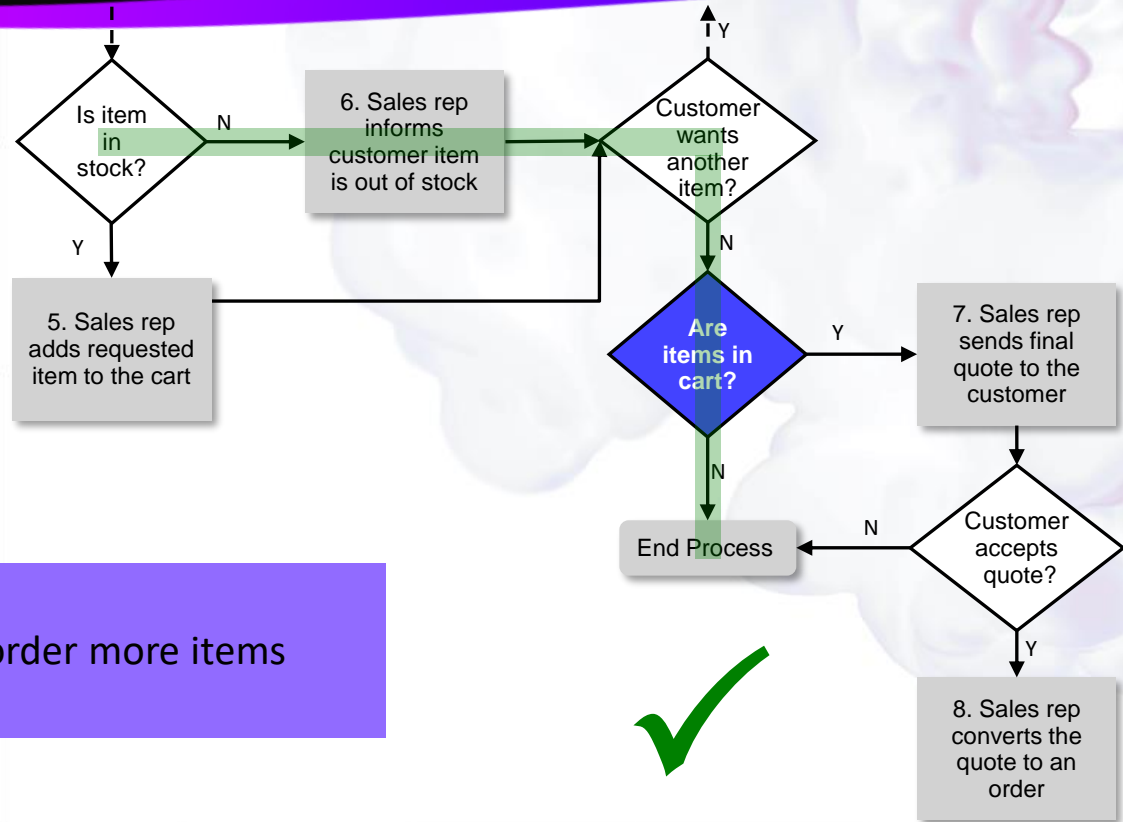 Y
Is item
in
stock?
N
6. Sales rep
informs
customer item
is out of stock
Customer
wants
another
item?
Y
N
5. Sales rep
adds requested
item to the cart
Are
items in
cart?
Y
7. Sales rep
sends final
quote to the
customer
N
End Process
N
Customer
accepts
quote?
order more items
Y
8. Sales rep
converts the
quote to an
order